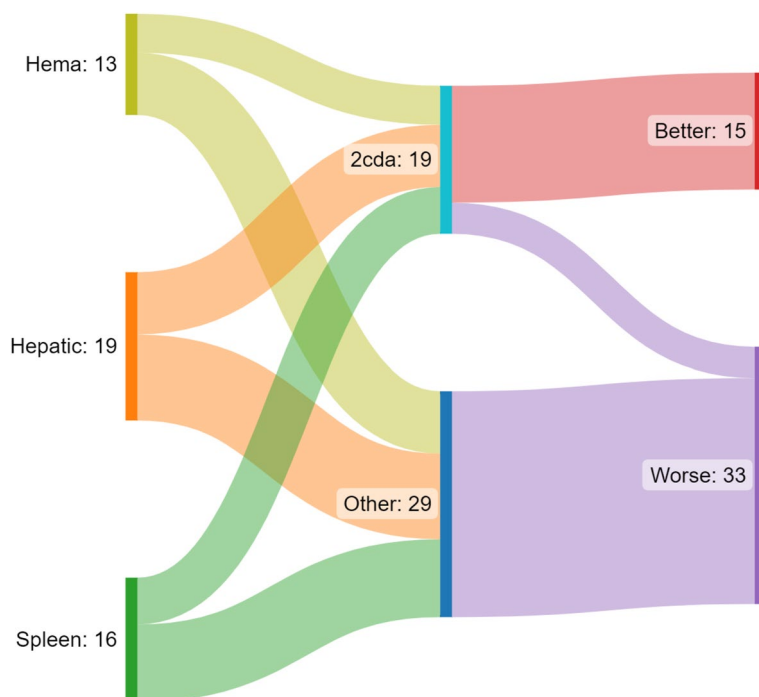 Hema: 13
2cda: 19
Better: 15
Hepatic: 19
Other: 29
Worse: 33
Spleen: 16